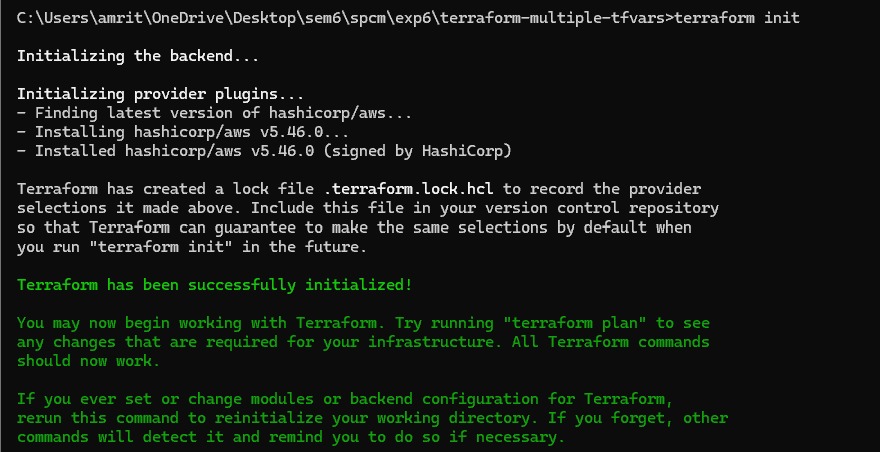 C:\Users\amrit\OneDrive\Desktop\sem6\spcm\exp6\terraform-multiple-tfvars>terraform init
Initializing the backend...
Initializing provider plugins...
- Finding latest version of hashicorp/aws...
- Installing hashicorp/aws v5.46.0...
- Installed hashicorp/aws v5.46.0 (signed by HashiCorp)
Terraform has created a lock file .terraform.lock.hcl to record the provider
selections it made above. Include this file in your version control repository
so that Terraform can guarantee to make the same selections by default when
you run "terraform init" in the future.
Terraform has been successfully initialized!
You may now begin working with Terraform. Try running "terraform plan" to see
any changes that are required for your infrastructure. All Terraform commands
should now work.
If you ever set or change modules or backend configuration for Terraform,
rerun this command to reinitialize your working directory. If you forget, other
commands will detect it and remind you to do so if necessary.